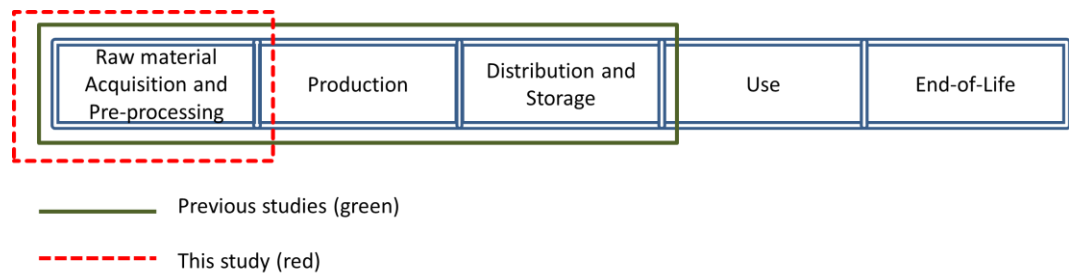 Raw material
Acquisition and
Pre-processing
Production
Distribution and
Storage
Use
End-of-Life
Previous studies (green)
This study (red)